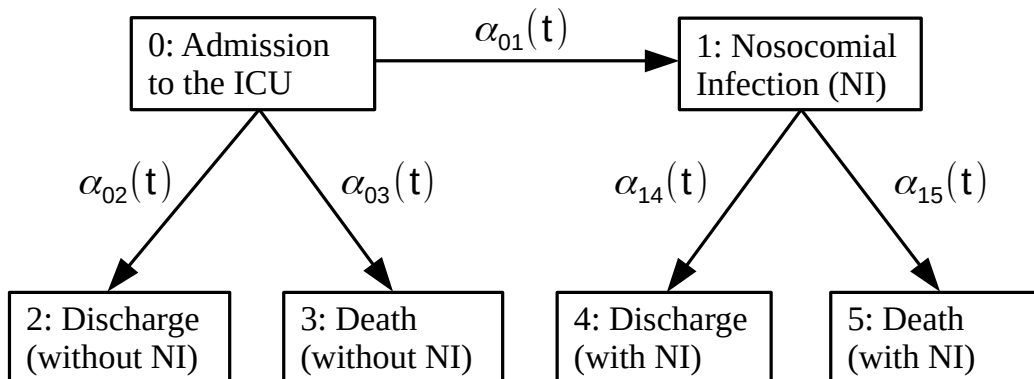 α01(t)
0: Admission
to the ICU
1: Nosocomial
Infection (NI)
α02(t)
α03(t)
α14(t)
α15(t)
2: Discharge
(without NI)
3: Death
(without NI)
4: Discharge
(with NI)
5: Death
(with NI)